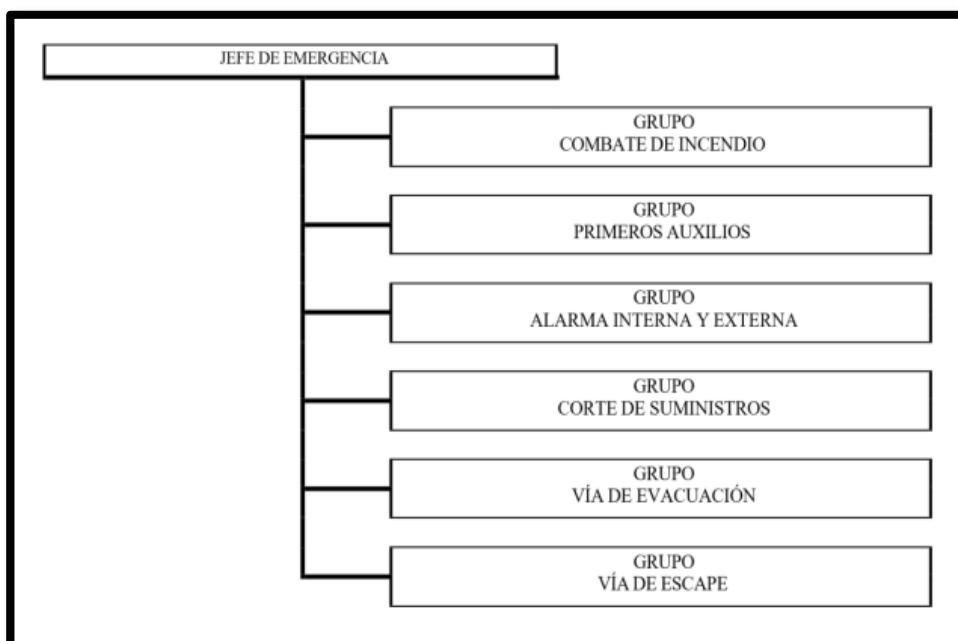 JEFE DE EMERGENCIA
GRUPO
COMBATE DE INCENDIO
GRUPO
PRIMEROS AUXILIOS
GRUPO
ALARMA INTERNA Y EXTERNA
GRUPO
CORTE DE SUMINISTROS
GRUPO
VÍA DE EVACUACIÓN
GRUPO
VÍA DE ESCAPE